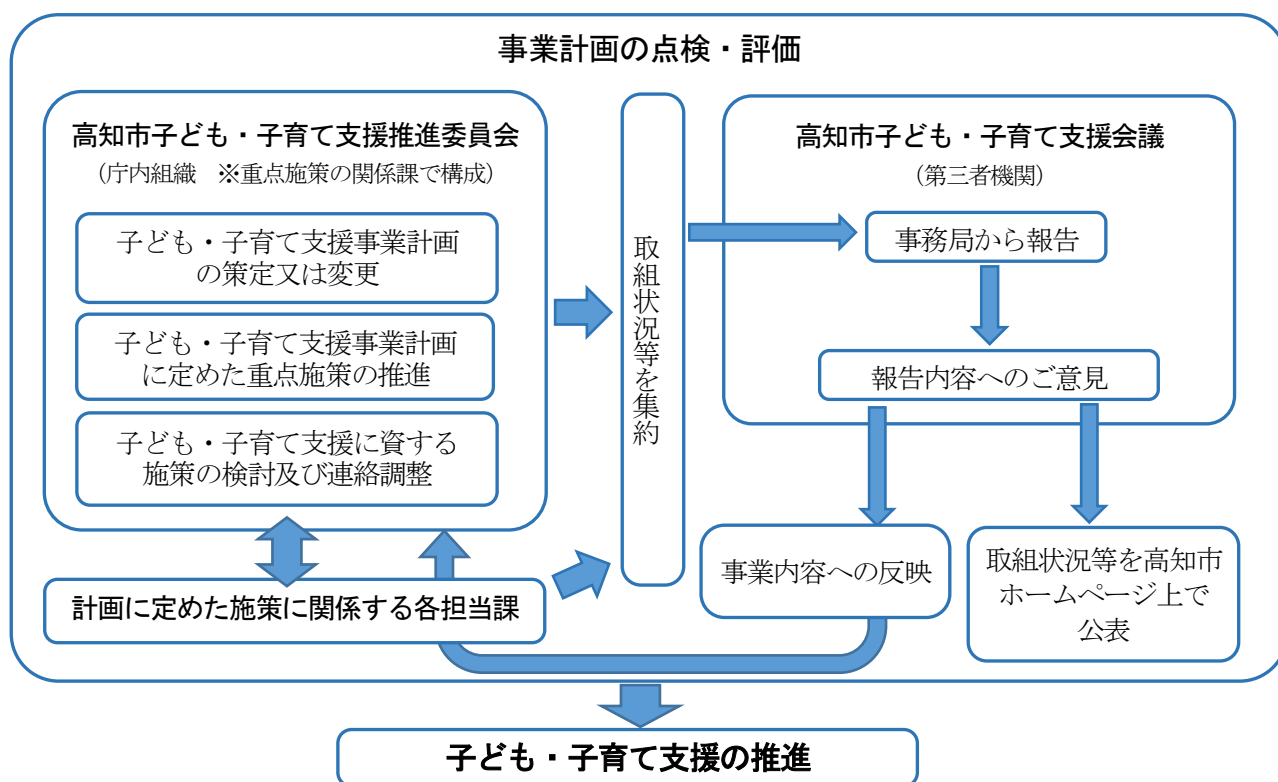 事業計画の点検・評価
高知市子ども・子育て支援推進委員会
（庁内組織　※重点施策の関係課で構成）
子ども・子育て支援事業計画
の策定又は変更
子ども・子育て支援事業計画
に定めた重点施策の推進
子ども・子育て支援に資する
施策の検討及び連絡調整
計画に定めた施策に関係する各担当課
取組状況等を集約
高知市子ども・子育て支援会議
（第三者機関）
事務局から報告
報告内容へのご意見
事業内容への反映
取組状況等を高知市
ホームページ上で
公表
子ども・子育て支援の推進